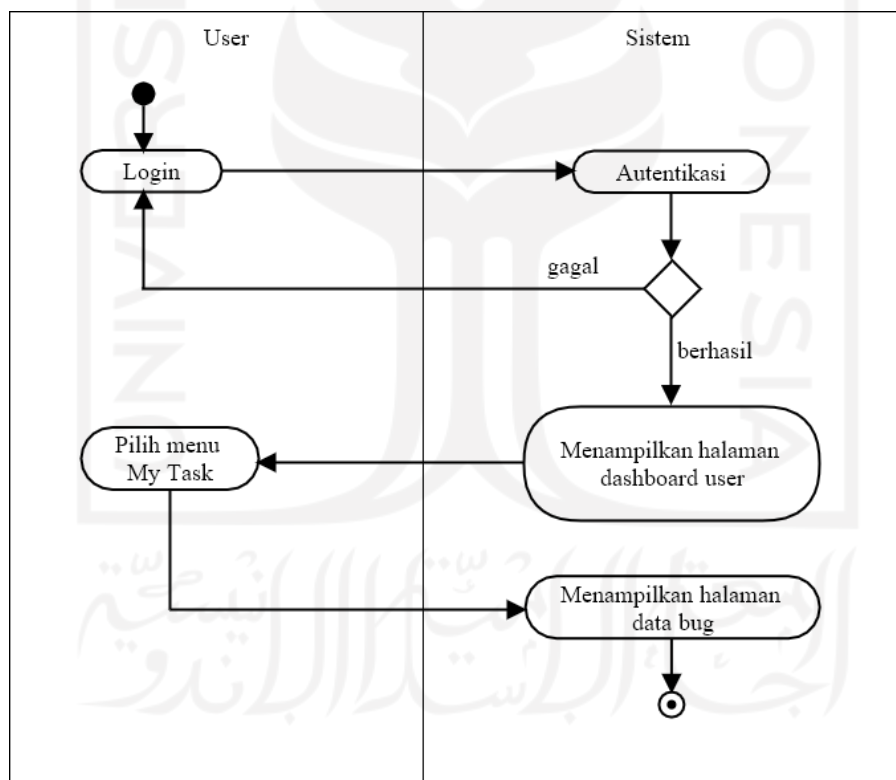 User
Sistem
Login
Autentikasi
gagal
berhasil
Pilih menu
My Task
Menampilkan halaman
dashboard user
Menampilkan halaman
data bug